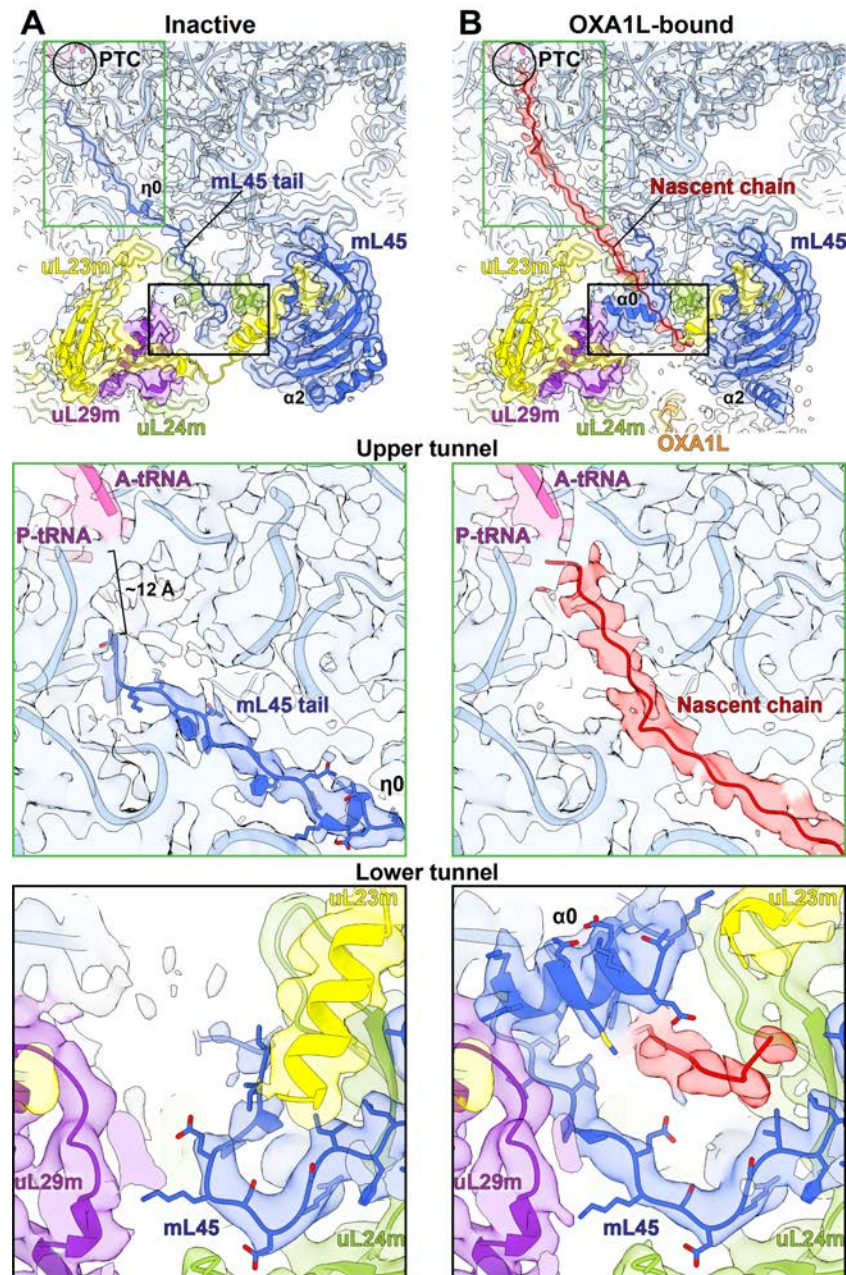 A Inactive
B OXA1L-bound
PTC
η0
mL45 tail
uL23m
uL29m
uL24m
α2
PTC
Nascent chain
mL45
uL23m
α0
uL29m
uL24m
α2
OXA1L
Upper tunnel
A-tRNA
P-tRNA
~12 Å
mL45 tail
η0
A-tRNA
P-tRNA
Nascent chain
Lower tunnel
uL23m
uL29m
mL45
uL24m
α0
uL23m
uL29m
mL45
uL24m